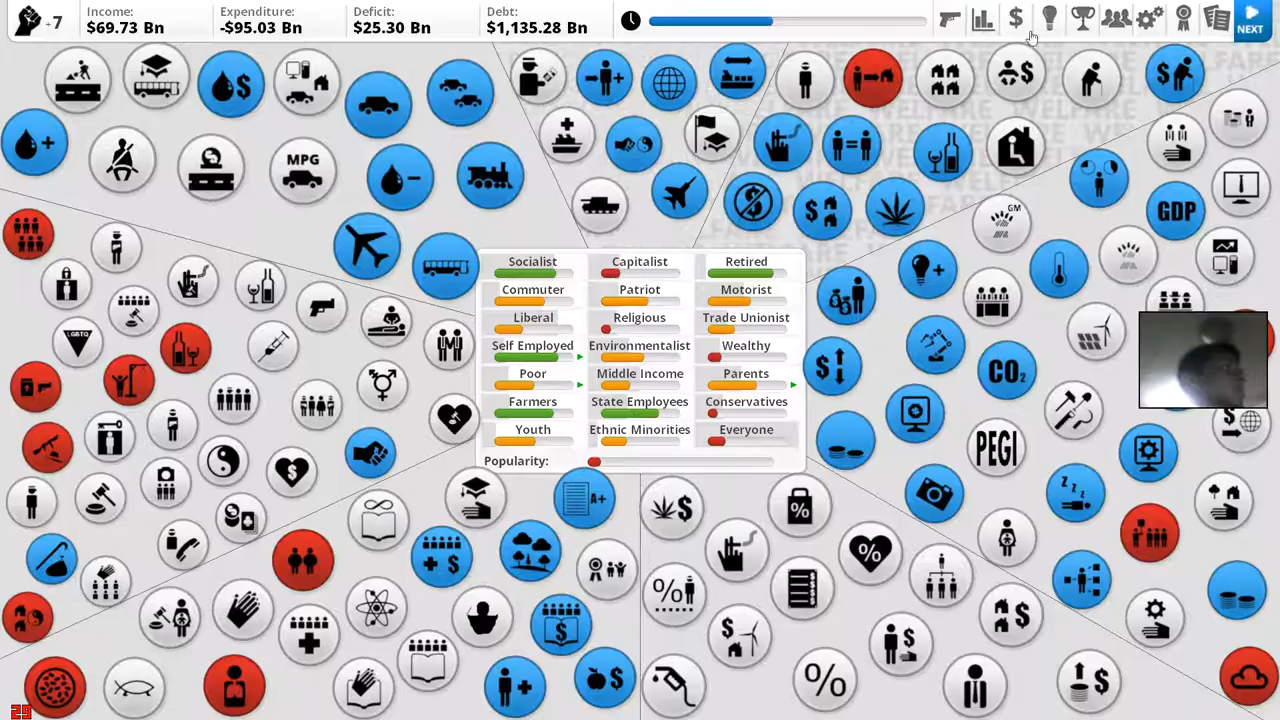 Income: Expenditure: Deficit: Debt:
+7 $69.73 Bn -$95.03 Bn $25.30 Bn $1,135.28 Bn
NEXT
MPG
WELFARE
GM
GDP
Socialist Capitalist Retired
Commuter Patriot Motorist
Liberal Religious Trade Unionist
LGBTQ
Self Employed Environmentalist Wealthy
CO2
Poor Middle Income Parents
Farmers State Employees Conservatives
Youth Ethnic Minorities Everyone
PEGI
Popularity:
A+
29